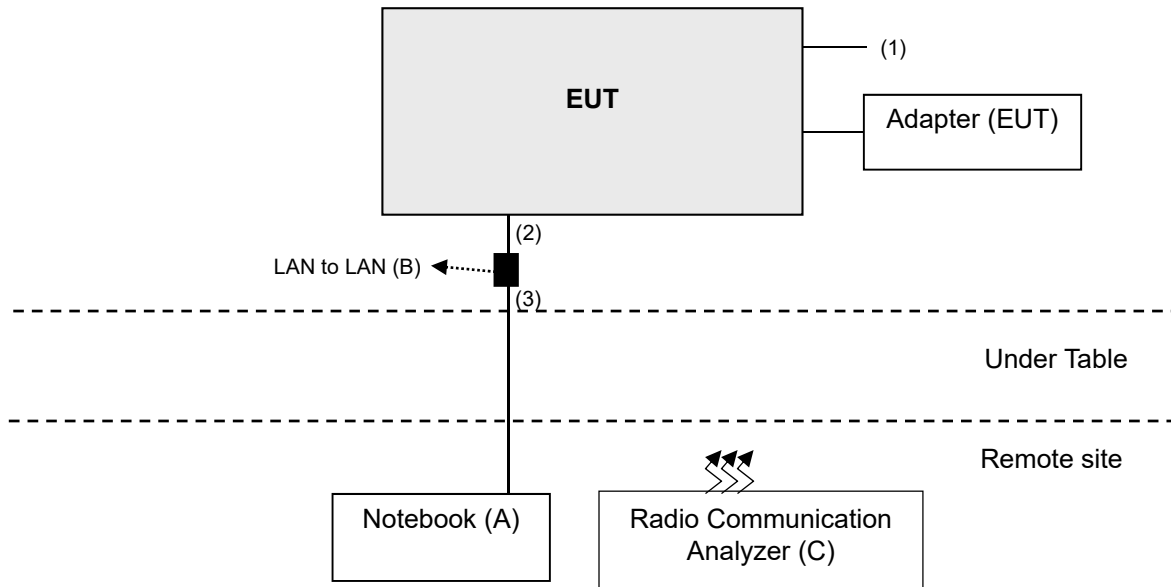 (1)
EUT
Adapter (EUT)
(2)
LAN to LAN (B)
(3)
Under Table
Remote site
Notebook (A)
Radio Communication
Analyzer (C)